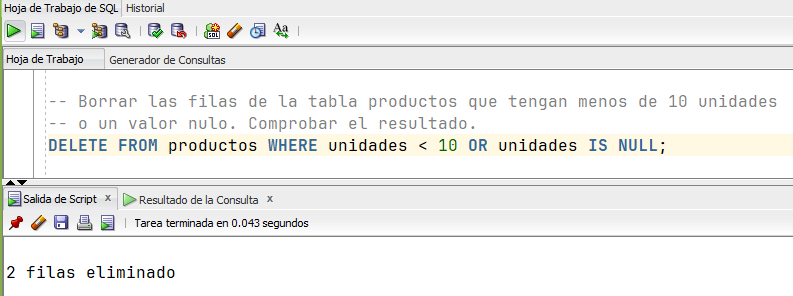 Hoja de Trabajo de SQL Historial
SQL
Aa
Hoja de Trabajo Generador de Consultas
-- Borrar las filas de la tabla productos que tengan menos de 10 unidades
-- o un valor nulo. Comprobar el resultado.
DELETE FROM productos WHERE unidades < 10 OR unidades IS NULL;
Salida de Script x Resultado de la Consulta x
Tarea terminada en 0.043 segundos
2 filas eliminado